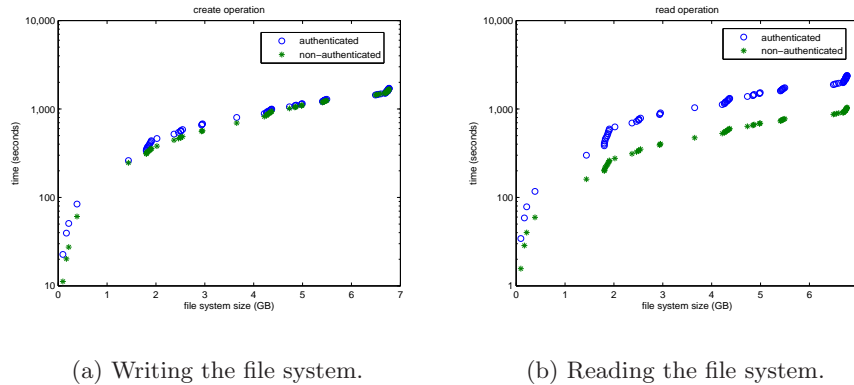 create operation
10,000
1,000
100
10
time (seconds)
0 1 2 3 4 5 6 7
file system size (GB)
authenticated
non-authenticated
(a) Writing the file system.
read operation
10,000
1,000
100
10
1
time (seconds)
0 1 2 3 4 5 6
file system size (GB)
authenticated
non-authenticated
(b) Reading the file system.